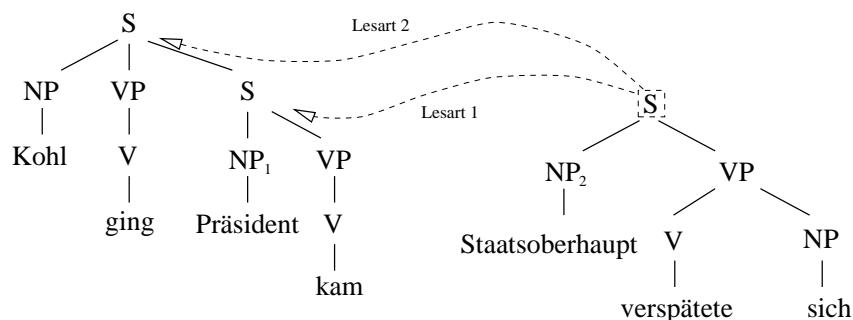 S
Lesart 2
NP VP S S
Lesart 1
Kohl V NP₁ VP NP₂ VP
ging Präsident V Staatsoberhaupt V NP
kam verspätete sich